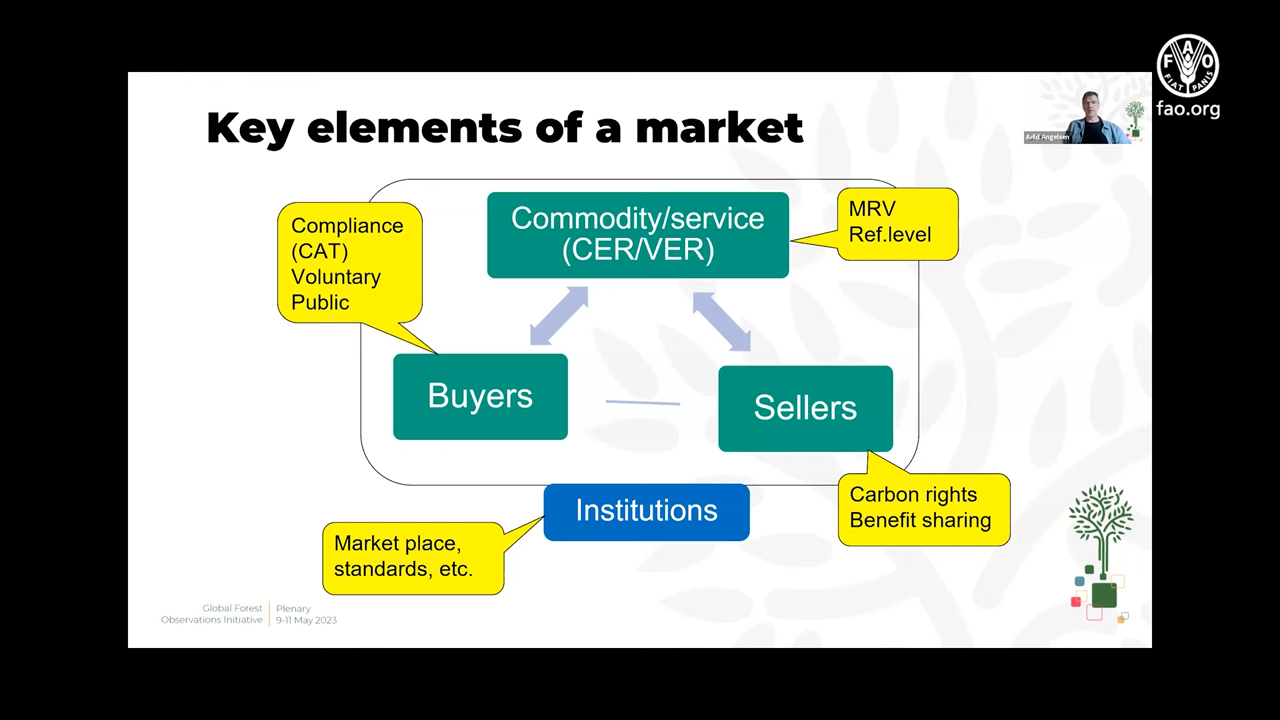 FAO
FIAT PANIS
fao.org
Key elements of a market
Arild Angelsen
Compliance
(CAT)
Voluntary
Public
Commodity/service
(CER/VER)
MRV
Ref.level
Buyers
Sellers
Institutions
Carbon rights
Benefit sharing
Market place,
standards, etc.
Global Forest
Observations Initiative
Plenary
9-11 May 2023